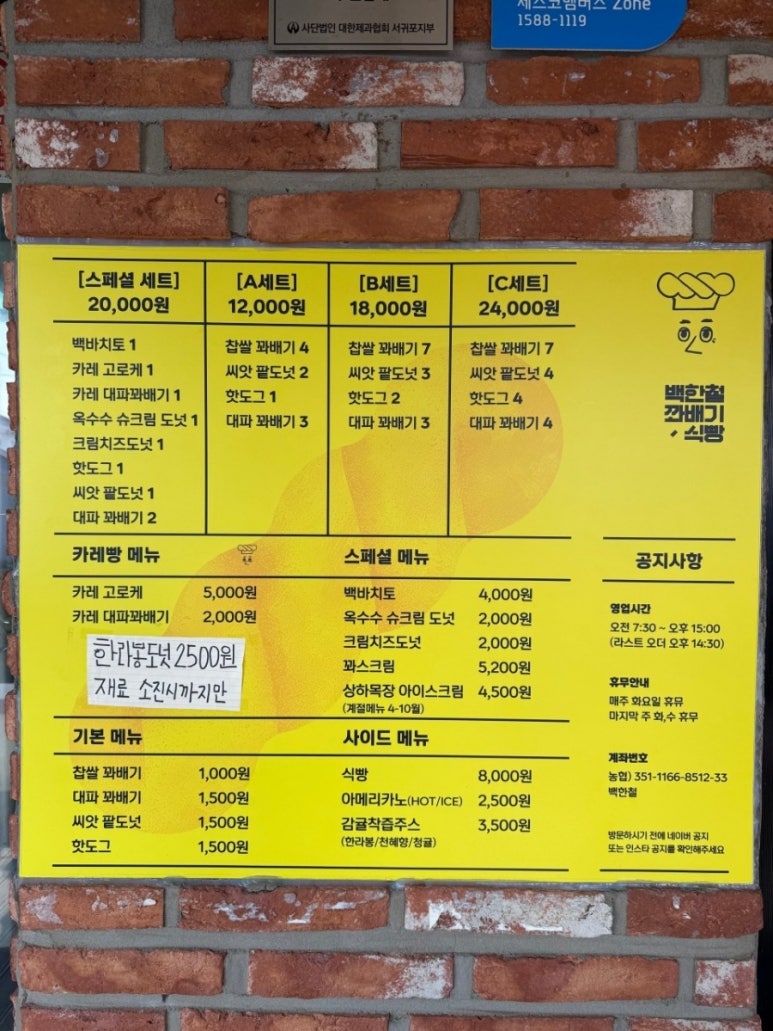 사단법인 대한제과협회 서귀포지부
세스코멤버스 Zone
1588-1119
[스페셜 세트]
20,000원
백바치토 1
카레 고로케 1
카레 대파꽈배기 1
옥수수 슈크림 도넛 1
크림치즈도넛 1
핫도그 1
씨앗 팥도넛 1
대파 꽈배기 2
[A세트]
12,000원
찹쌀 꽈배기 4
씨앗 팥도넛 2
핫도그 1
대파 꽈배기 3
[B세트]
18,000원
찹쌀 꽈배기 7
씨앗 팥도넛 3
핫도그 2
대파 꽈배기 3
[C세트]
24,000원
찹쌀 꽈배기 7
씨앗 팥도넛 4
핫도그 4
대파 꽈배기 4
백한철
꽈배기
식빵
카레빵 메뉴
카레 고로케 5,000원
카레 대파꽈배기 2,000원
한라봉도넛 2500원
재료 소진시까지만
스페셜 메뉴
백바치토 4,000원
옥수수 슈크림 도넛 2,000원
크림치즈도넛 2,000원
꽈스크림 5,200원
상하목장 아이스크림 4,500원
(계절메뉴 4-10월)
기본 메뉴
찹쌀 꽈배기 1,000원
대파 꽈배기 1,500원
씨앗 팥도넛 1,500원
핫도그 1,500원
사이드 메뉴
식빵 8,000원
아메리카노(HOT/ICE) 2,500원
감귤착즙주스 3,500원
(한라봉/천혜향/청귤)
공지사항
영업시간
오전 7:30 ~ 오후 15:00
(라스트 오더 오후 14:30)
휴무안내
매주 화요일 휴뮤
마지막 주 화,수 휴무
계좌번호
농협) 351-1166-8512-33
백한철
방문하시기 전에 네이버 공지
또는 인스타 공지를 확인해주세요